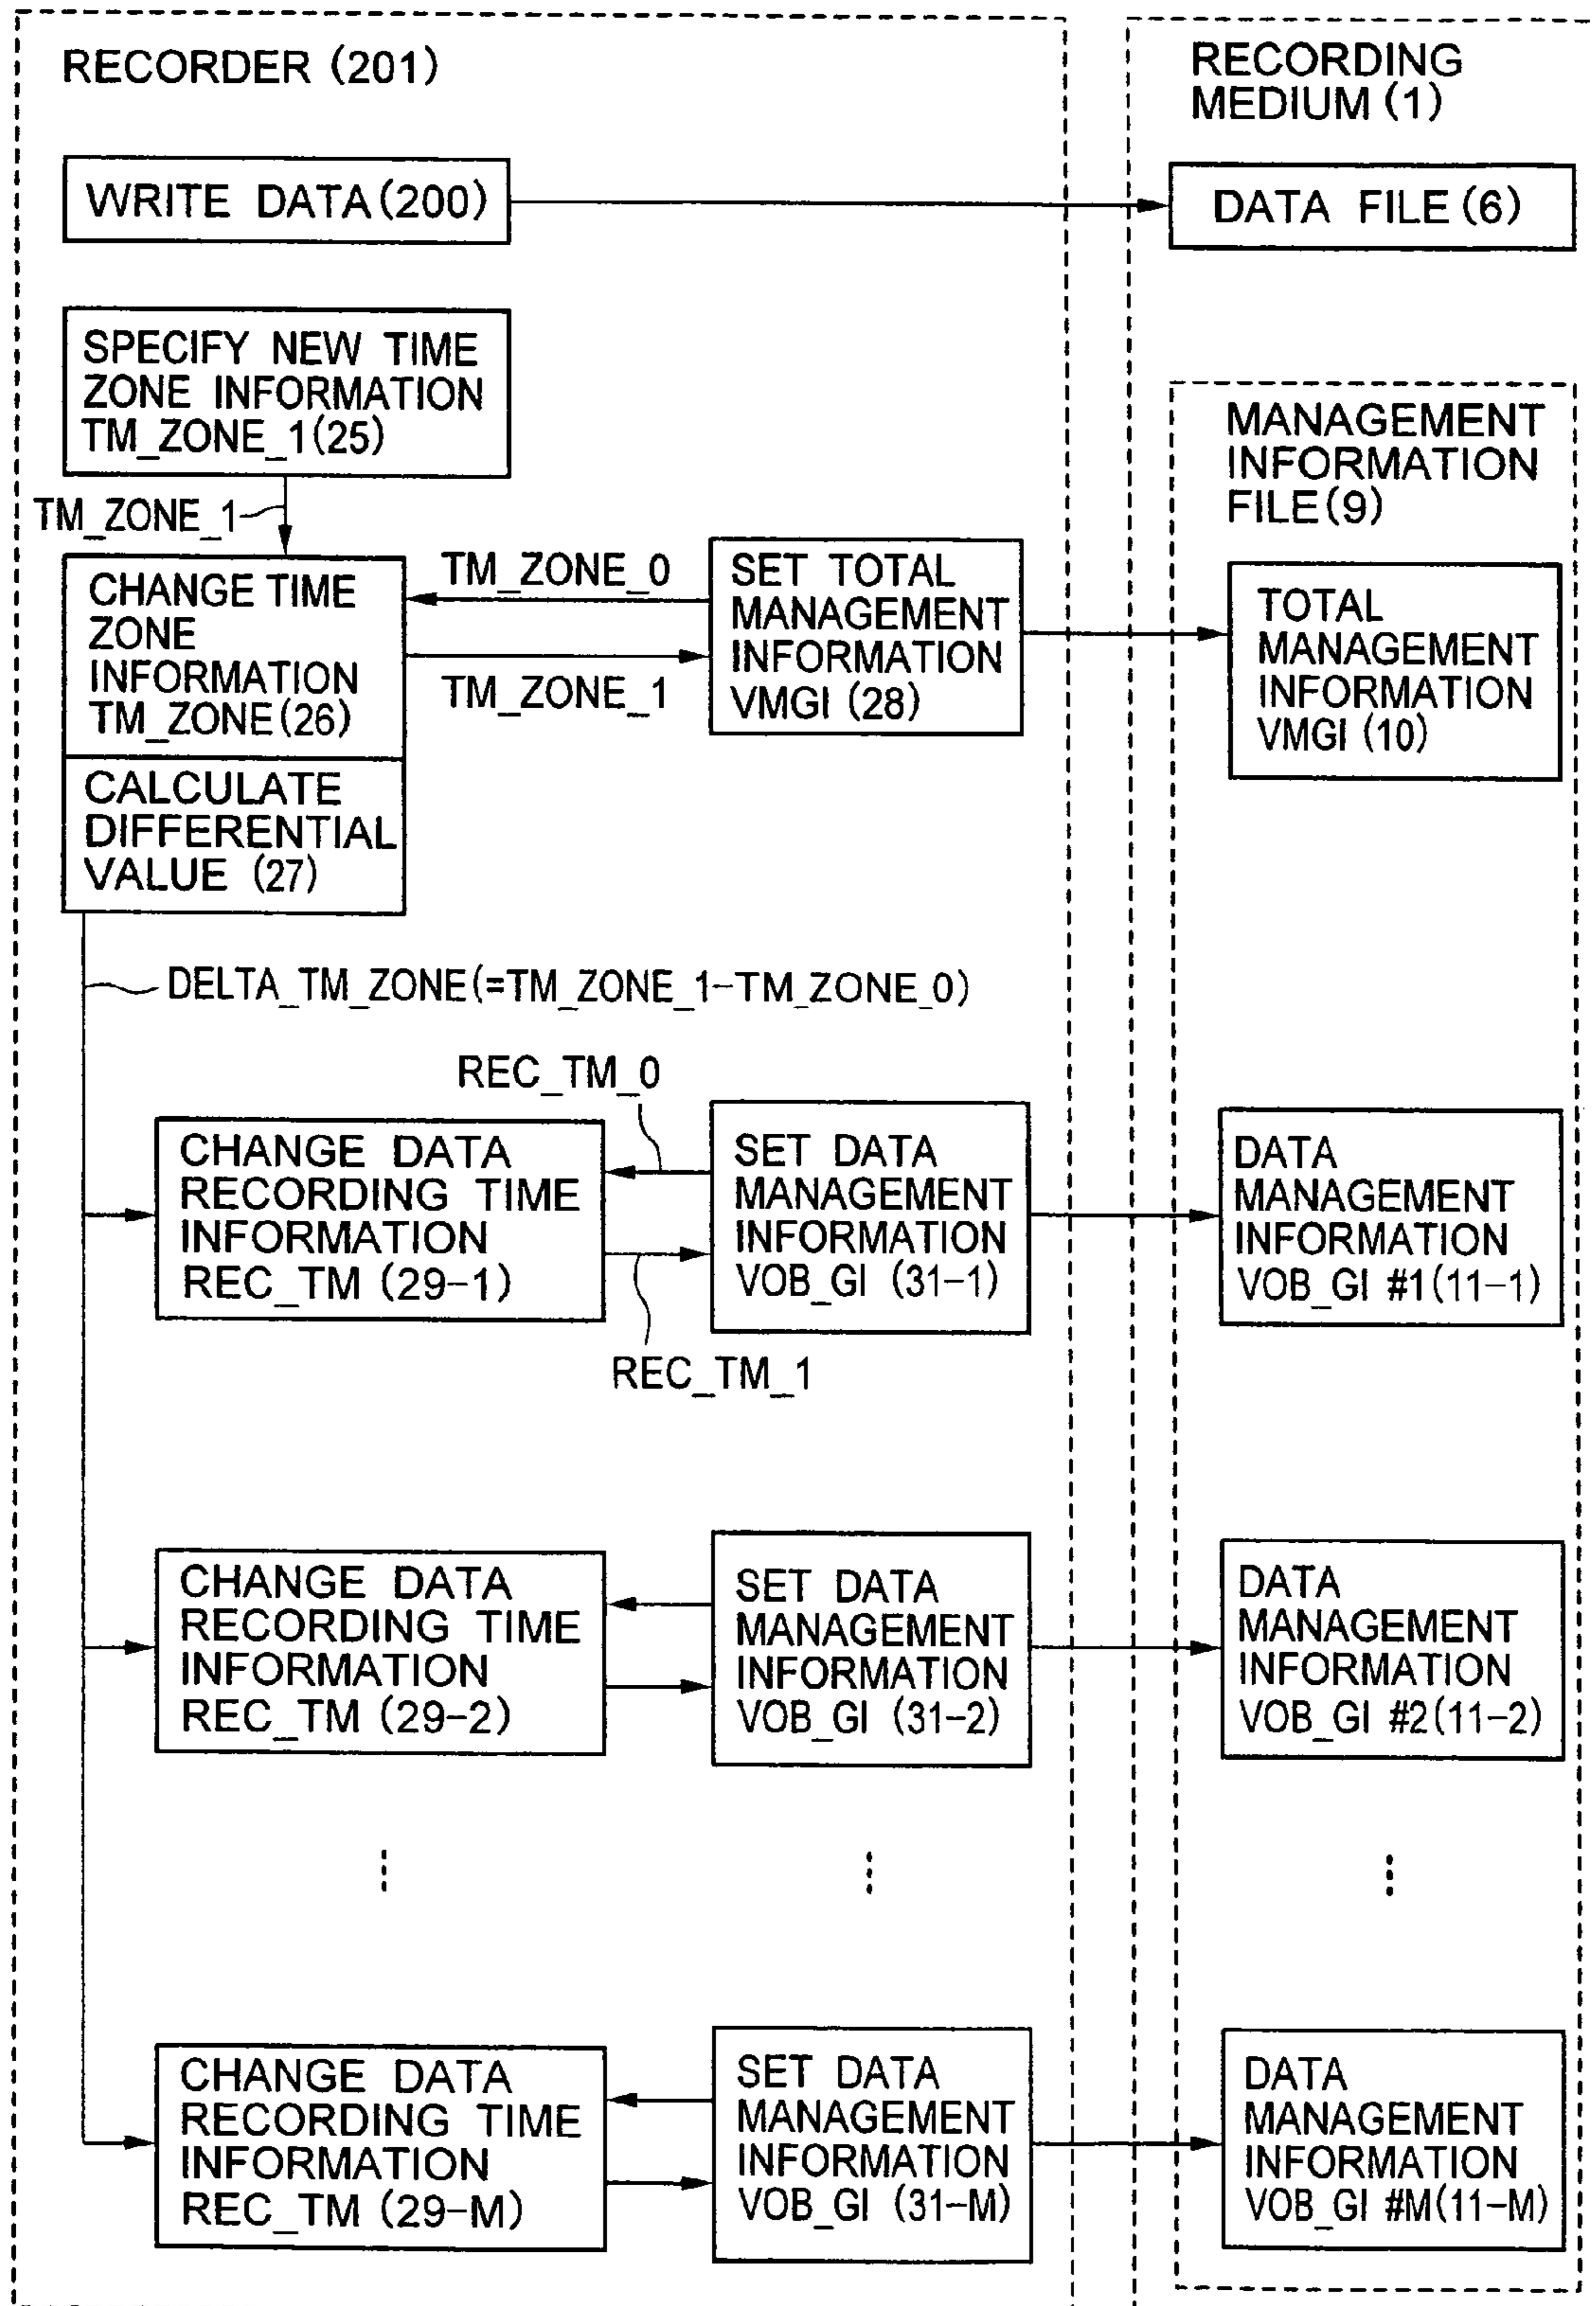 RECORDER (201)
RECORDING
MEDIUM (1)
WRITE DATA (200)
DATA FILE (6)
SPECIFY NEW TIME
ZONE INFORMATION
TM_ZONE_1 (25)
MANAGEMENT
INFORMATION
FILE (9)
TM_ZONE_1
CHANGE TIME
ZONE
INFORMATION
TM_ZONE (26)
TM_ZONE_0
TM_ZONE_1
SET TOTAL
MANAGEMENT
INFORMATION
VMGI (28)
TOTAL
MANAGEMENT
INFORMATION
VMGI (10)
CALCULATE
DIFFERENTIAL
VALUE (27)
DELTA_TM_ZONE(=TM_ZONE_1-TM_ZONE_0)
REC_TM_0
CHANGE DATA
RECORDING TIME
INFORMATION
REC_TM (29-1)
SET DATA
MANAGEMENT
INFORMATION
VOB_GI (31-1)
DATA
MANAGEMENT
INFORMATION
VOB_GI #1 (11-1)
REC_TM_1
CHANGE DATA
RECORDING TIME
INFORMATION
REC_TM (29-2)
SET DATA
MANAGEMENT
INFORMATION
VOB_GI (31-2)
DATA
MANAGEMENT
INFORMATION
VOB_GI #2 (11-2)
CHANGE DATA
RECORDING TIME
INFORMATION
REC_TM (29-M)
SET DATA
MANAGEMENT
INFORMATION
VOB_GI (31-M)
DATA
MANAGEMENT
INFORMATION
VOB_GI #M (11-M)